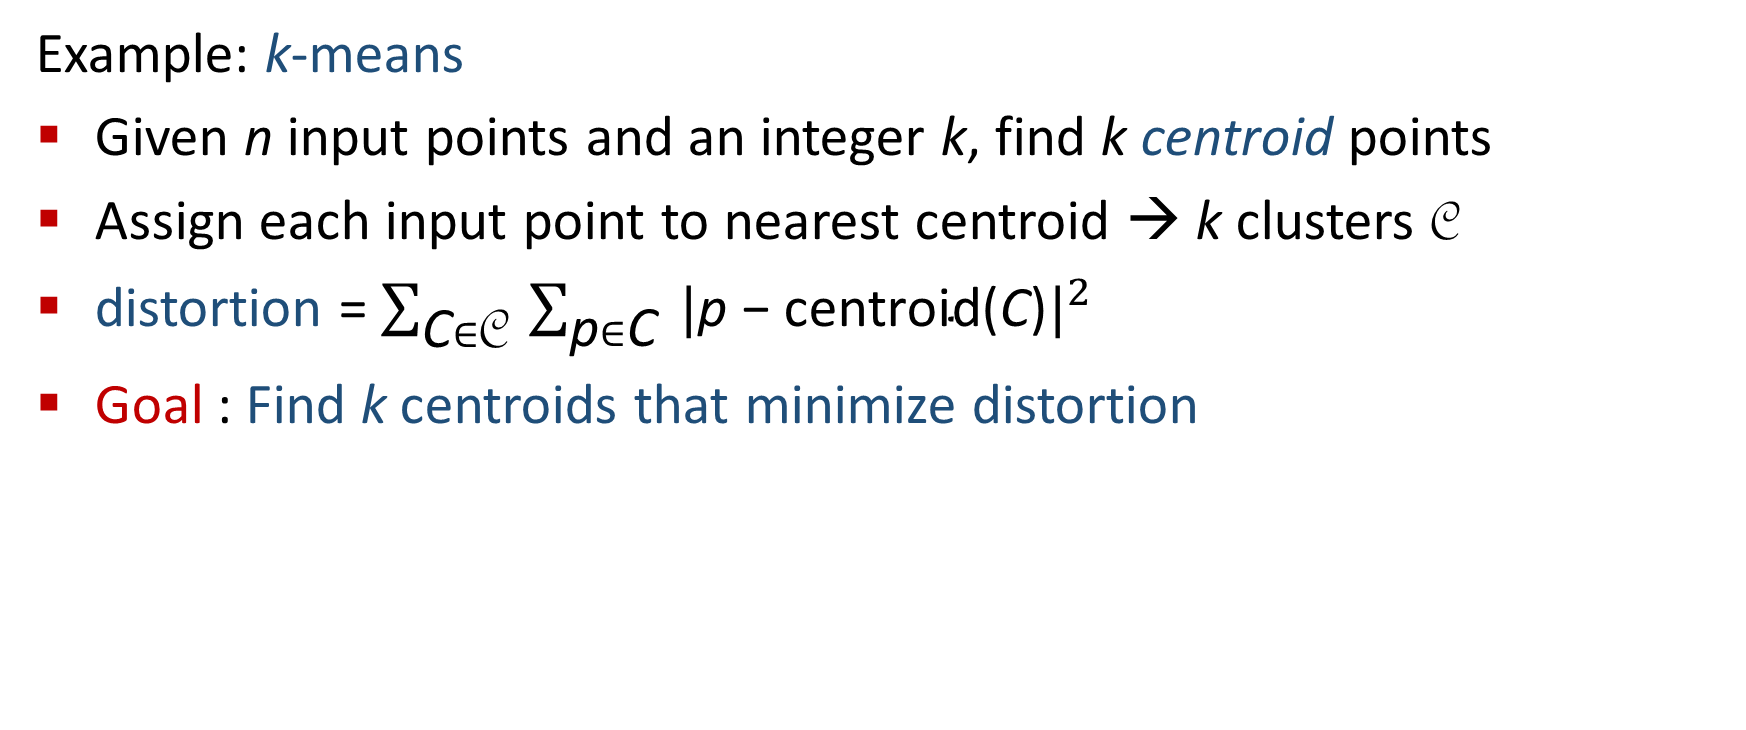 Example: k-means
▪ Given n input points and an integer k, find k centroid points
▪ Assign each input point to nearest centroid → k clusters 𝒞
▪ distortion = ∑_{C∈𝒞} ∑_{p∈C} |p − centroid(C)|²
▪ Goal : Find k centroids that minimize distortion